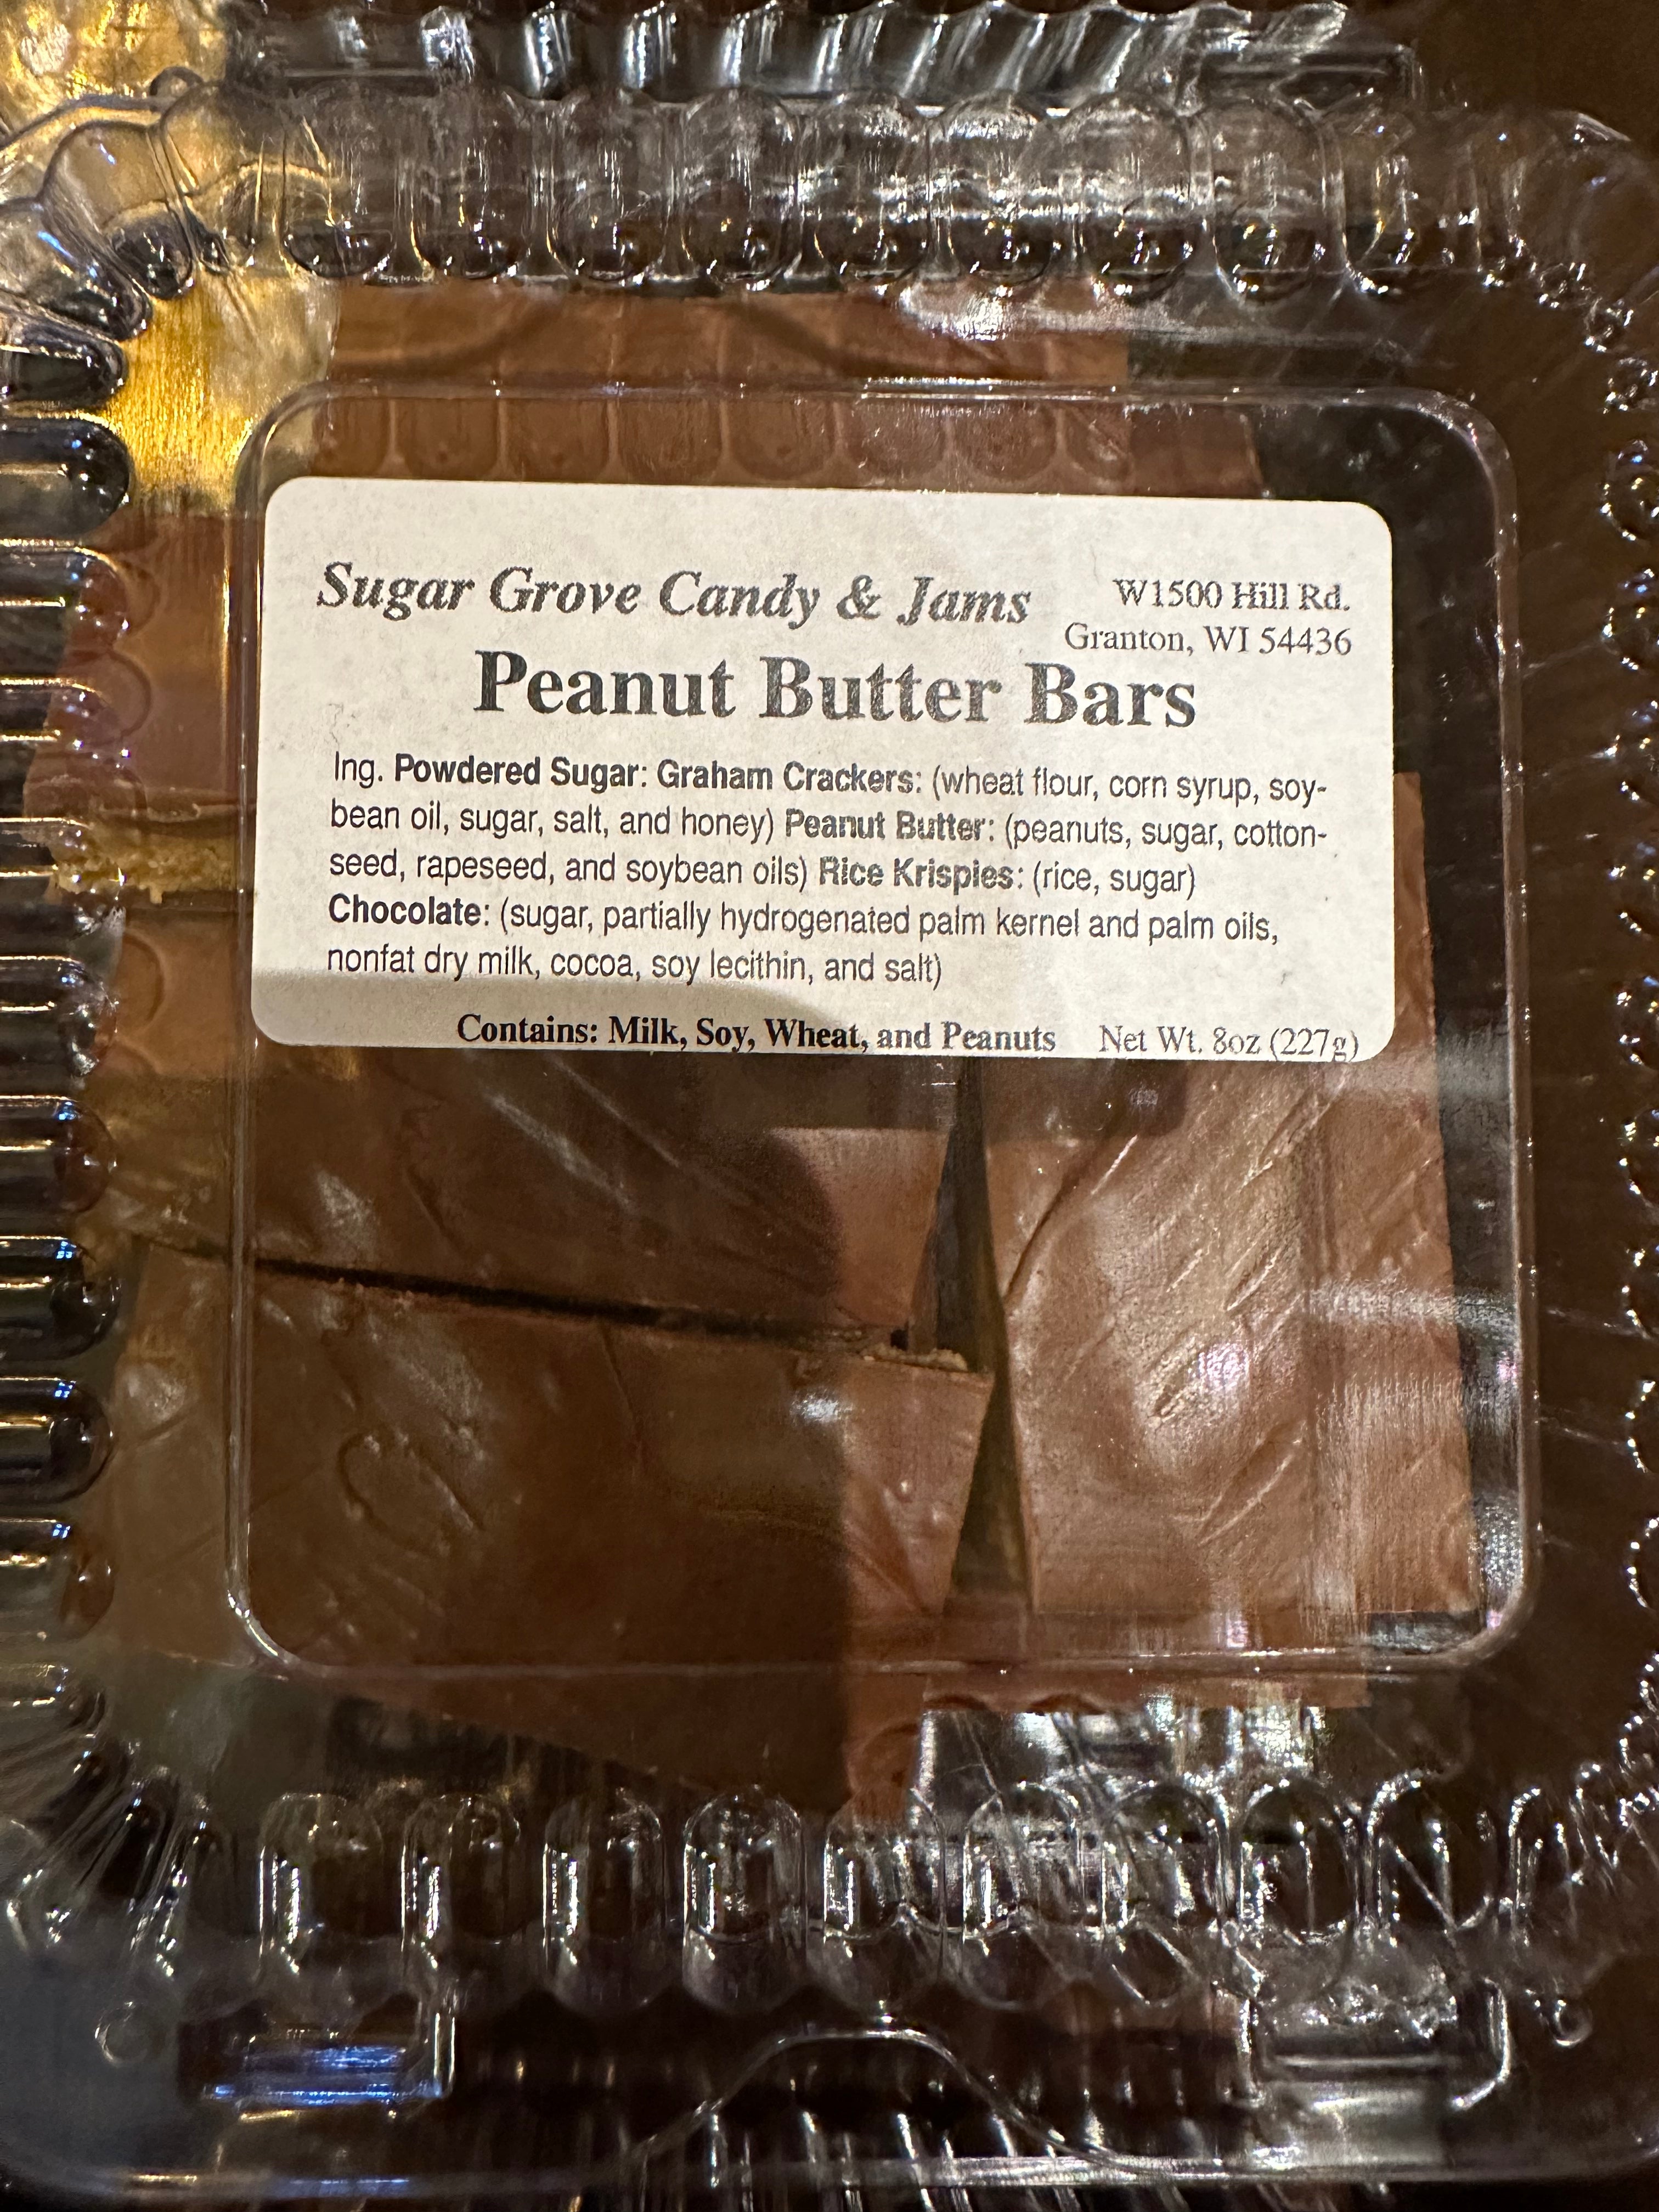 Sugar Grove Candy & Jams
W1500 Hill Rd.
Granton, WI 54436
Peanut Butter Bars
Ing. Powdered Sugar: Graham Crackers: (wheat flour, corn syrup, soy-
bean oil, sugar, salt, and honey) Peanut Butter: (peanuts, sugar, cotton-
seed, rapeseed, and soybean oils) Rice Krispies: (rice, sugar)
Chocolate: (sugar, partially hydrogenated palm kernel and palm oils,
nonfat dry milk, cocoa, soy lecithin, and salt)
Contains: Milk, Soy, Wheat, and Peanuts Net Wt. 8oz (227g)